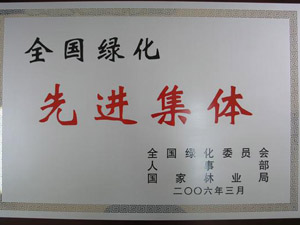 全国绿化
先进集体
全国绿化委员会
人事部
国家林业局
二〇〇六年三月